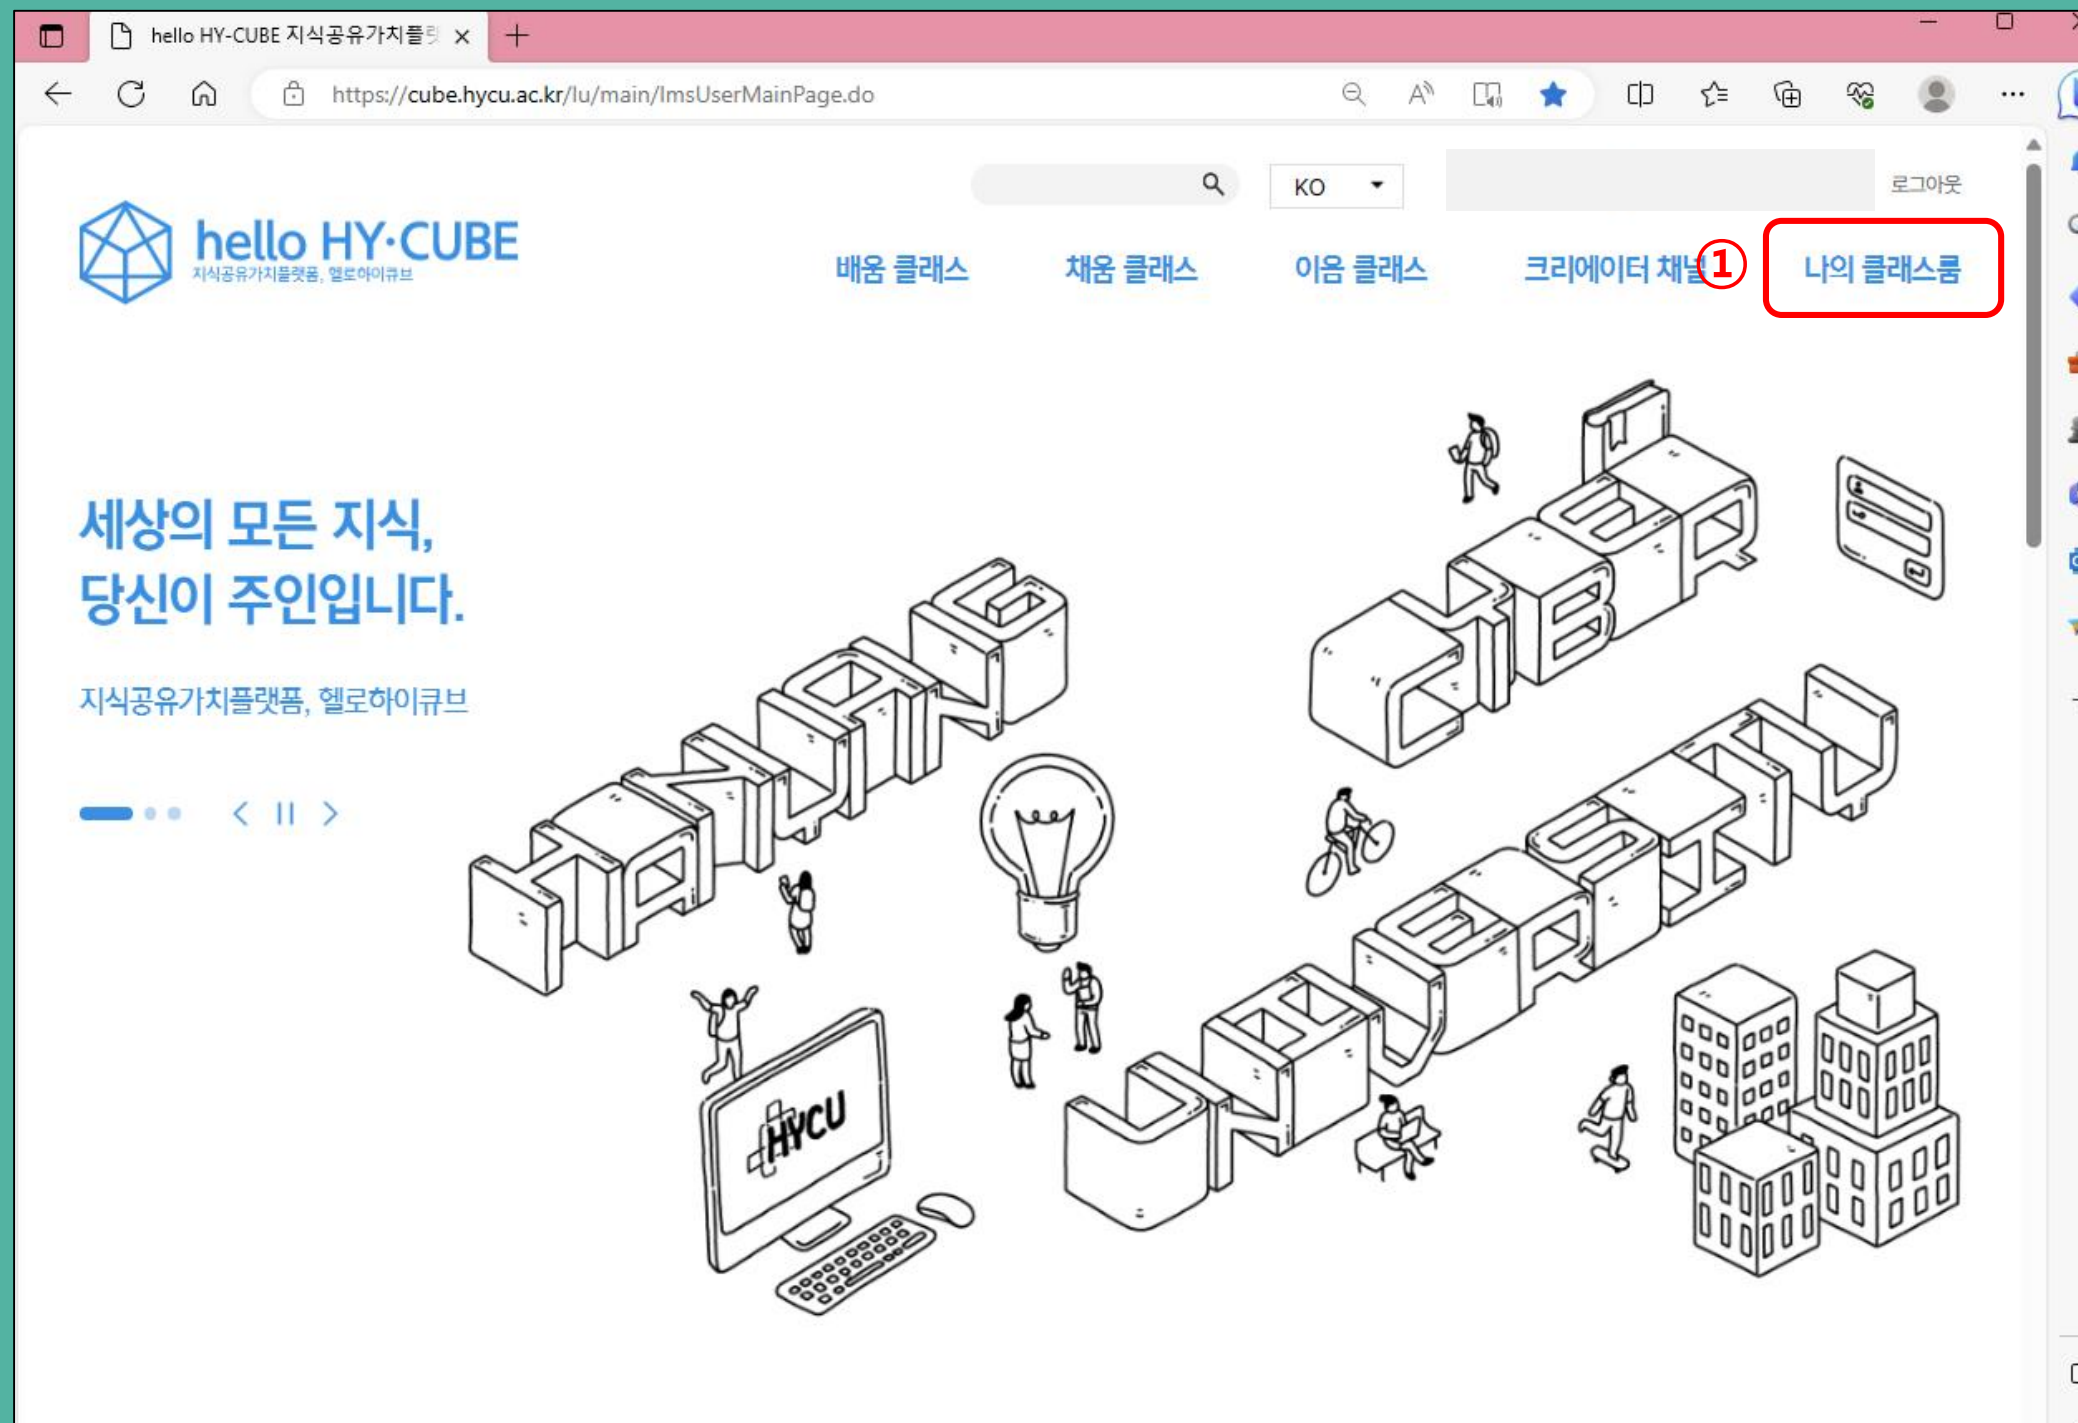 hello HY-CUBE 지식공유가치플랫
https://cube.hycu.ac.kr/lu/main/lmsUserMainPage.do
KO
로그아웃
hello HY·CUBE
지식공유가치플랫폼, 헬로하이큐브
배움 클래스 채움 클래스 이음 클래스 크리에이터 채널 ① 나의 클래스룸
세상의 모든 지식,
당신이 주인입니다.
지식공유가치플랫폼, 헬로하이큐브
HANYANG
CYBER
UNIVERSITY
HYCU